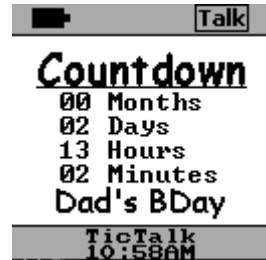 Talk
Countdown
00 Months
02 Days
13 Hours
02 Minutes
Dad's BDay
TicTalk
10:58AM